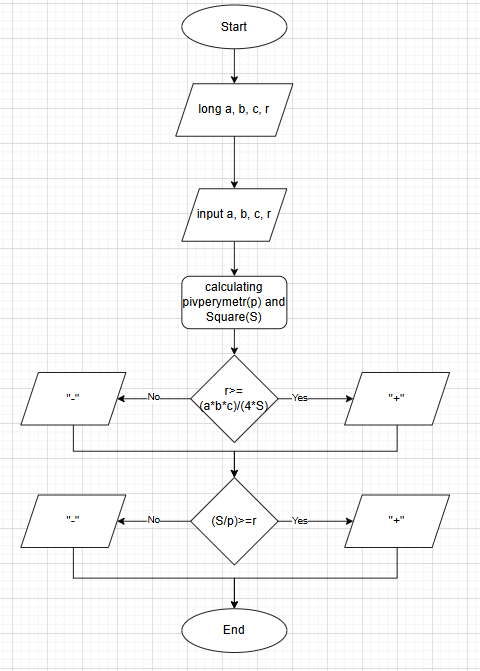 Start
long a, b, c, r
input a, b, c, r
calculating
pivperymetr(p) and
Square(S)
r>=
(a*b*c)/(4*S)
No
Yes
"-"
"+"
(S/p)>=r
No
Yes
"-"
"+"
End